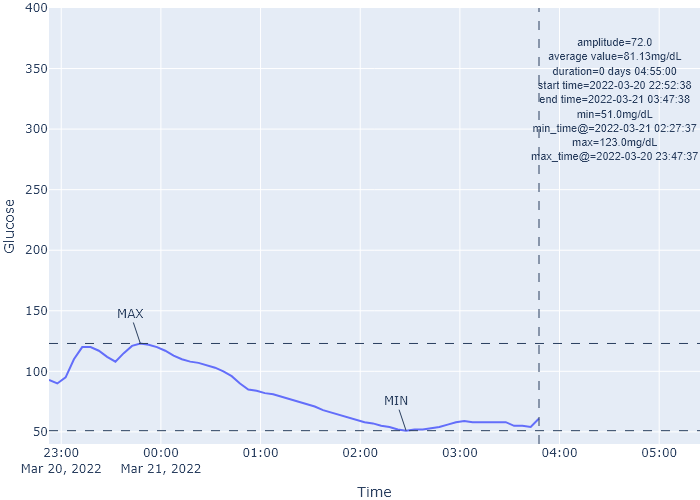 400
350
300
250
200
150
100
50
Glucose
amplitude=72.0
average value=81.13mg/dL
duration=0 days 04:55:00
start time=2022-03-20 22:52:38
end time=2022-03-21 03:47:38
min=51.0mg/dL
min_time@=2022-03-21 02:27:37
max=123.0mg/dL
max_time@=2022-03-20 23:47:37
MAX
MIN
23:00 00:00 01:00 02:00 03:00 04:00 05:00
Mar 20, 2022 Mar 21, 2022
Time